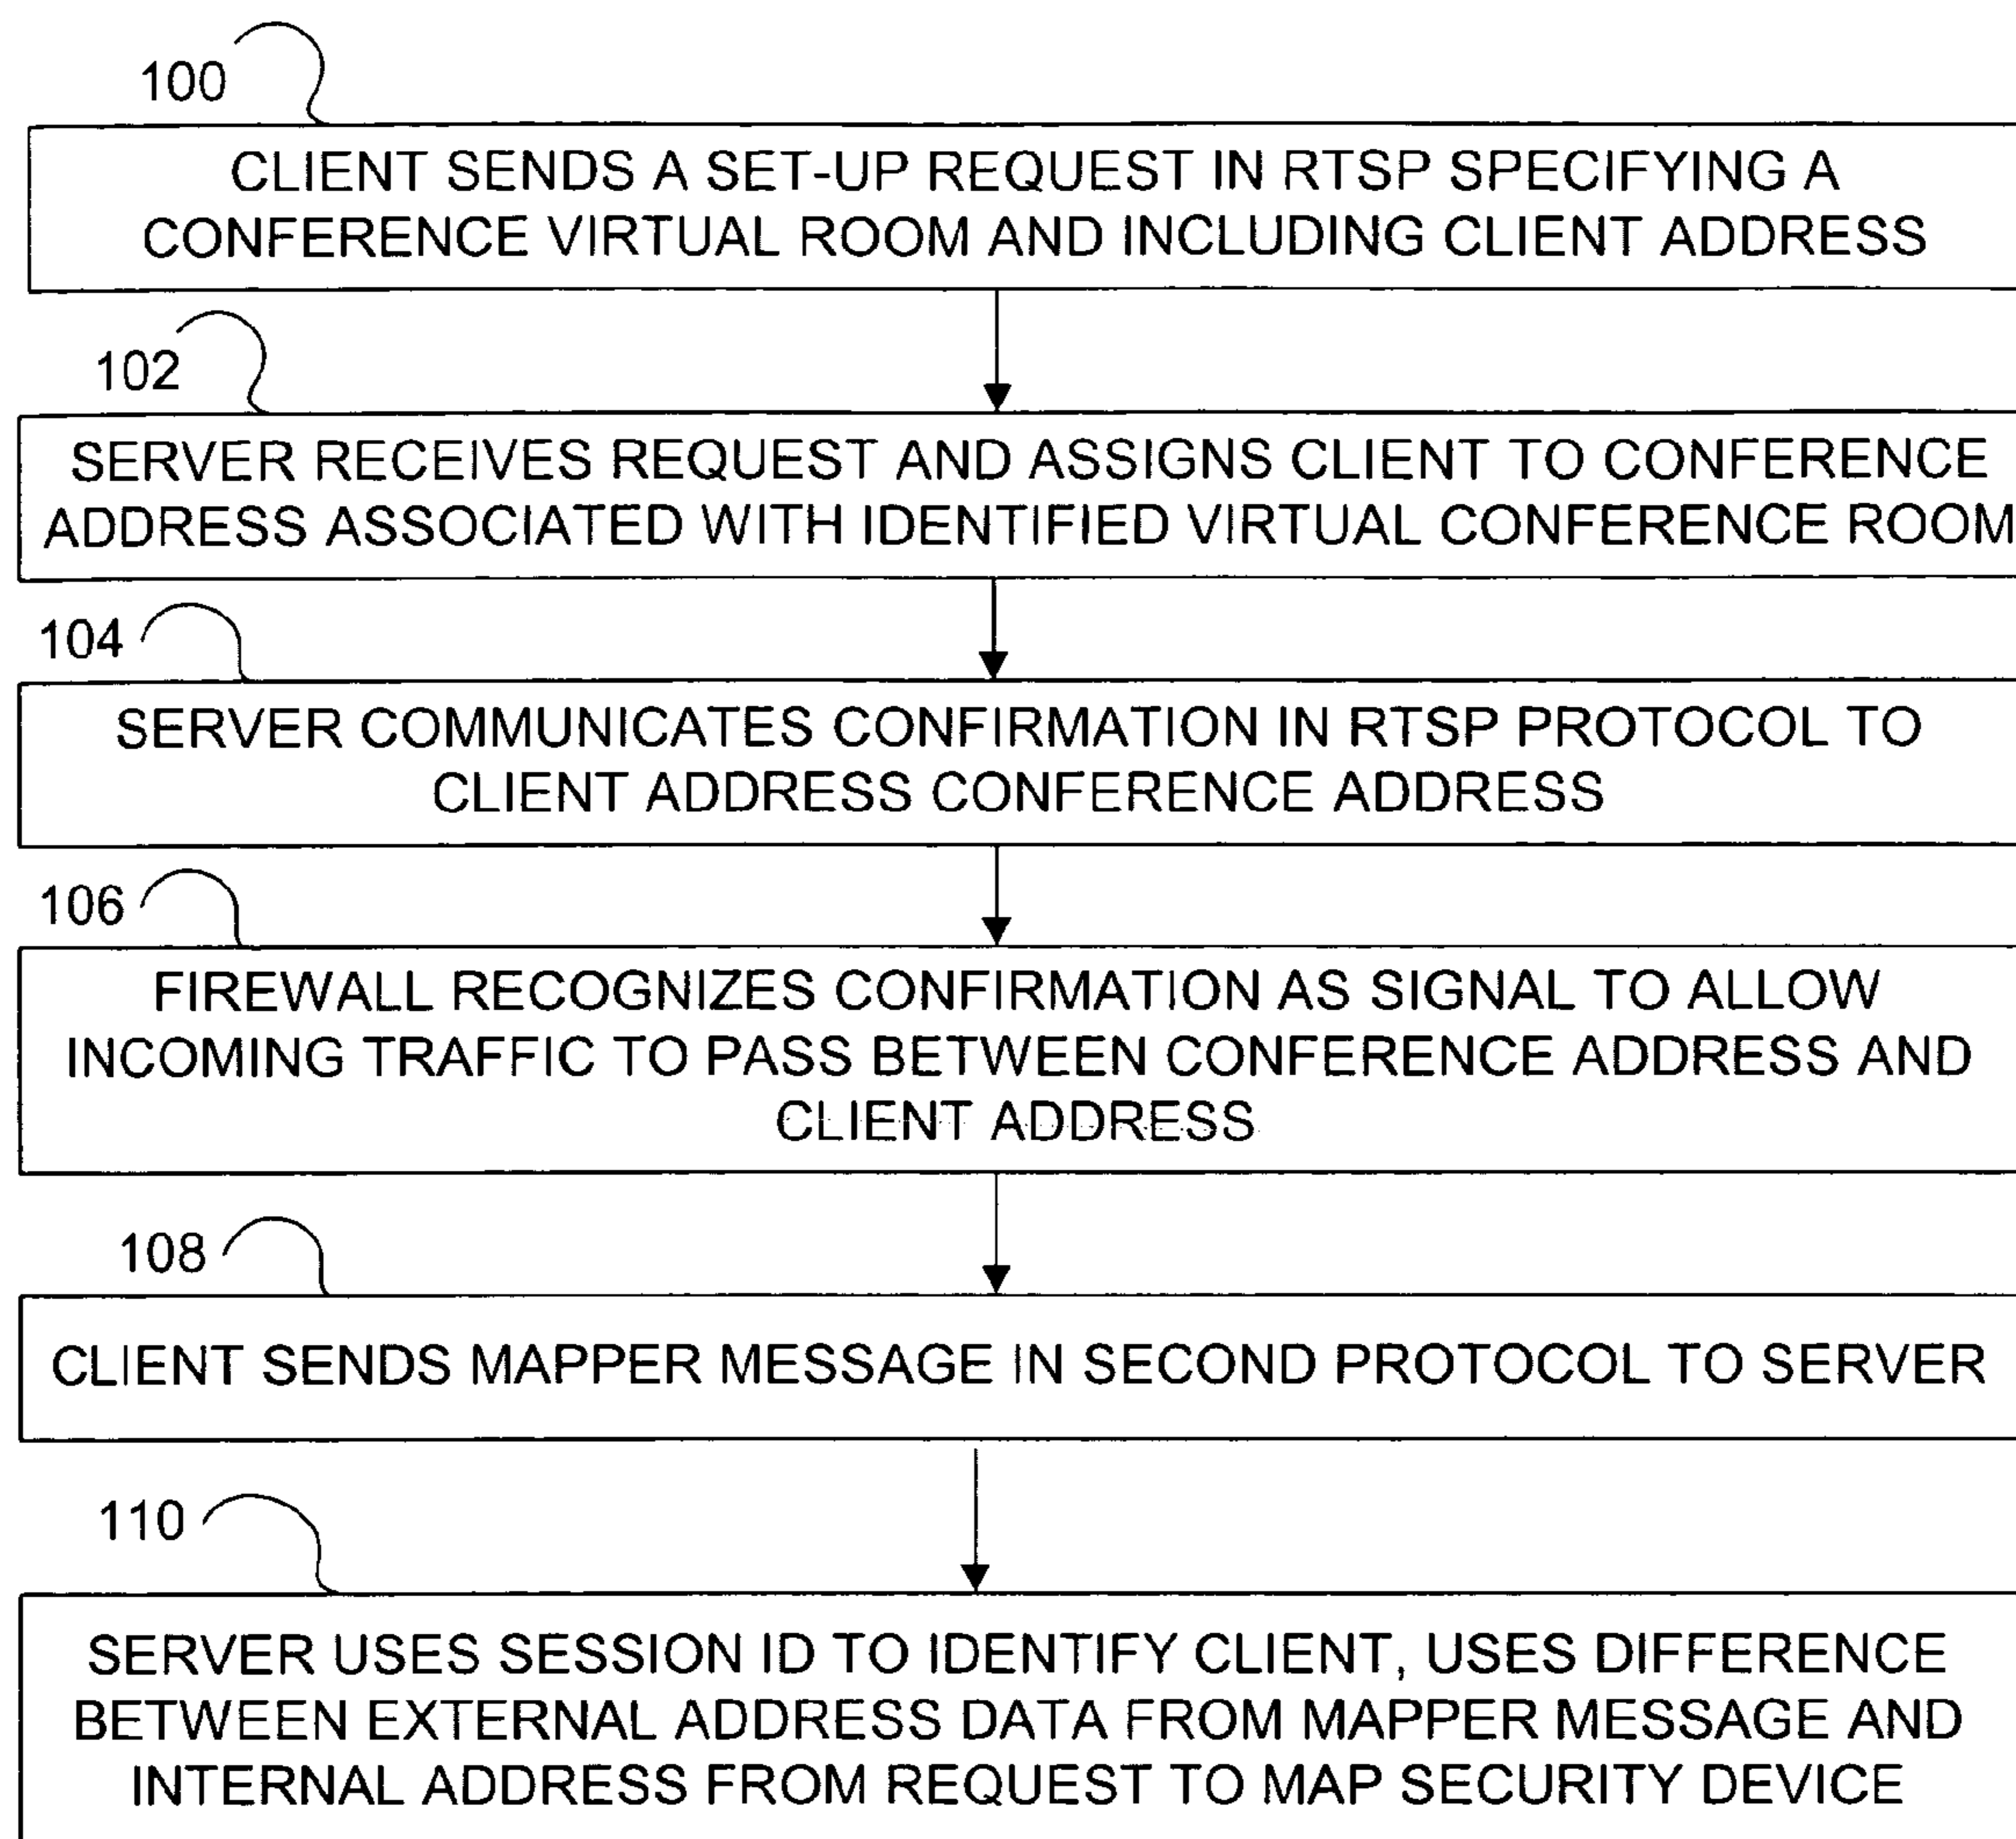 100
CLIENT SENDS A SET-UP REQUEST IN RTSP SPECIFYING A
CONFERENCE VIRTUAL ROOM AND INCLUDING CLIENT ADDRESS
102
SERVER RECEIVES REQUEST AND ASSIGNS CLIENT TO CONFERENCE
ADDRESS ASSOCIATED WITH IDENTIFIED VIRTUAL CONFERENCE ROOM
104
SERVER COMMUNICATES CONFIRMATION IN RTSP PROTOCOL TO
CLIENT ADDRESS CONFERENCE ADDRESS
106
FIREWALL RECOGNIZES CONFIRMATION AS SIGNAL TO ALLOW
INCOMING TRAFFIC TO PASS BETWEEN CONFERENCE ADDRESS AND
CLIENT ADDRESS
108
CLIENT SENDS MAPPER MESSAGE IN SECOND PROTOCOL TO SERVER
110
SERVER USES SESSION ID TO IDENTIFY CLIENT, USES DIFFERENCE
BETWEEN EXTERNAL ADDRESS DATA FROM MAPPER MESSAGE AND
INTERNAL ADDRESS FROM REQUEST TO MAP SECURITY DEVICE